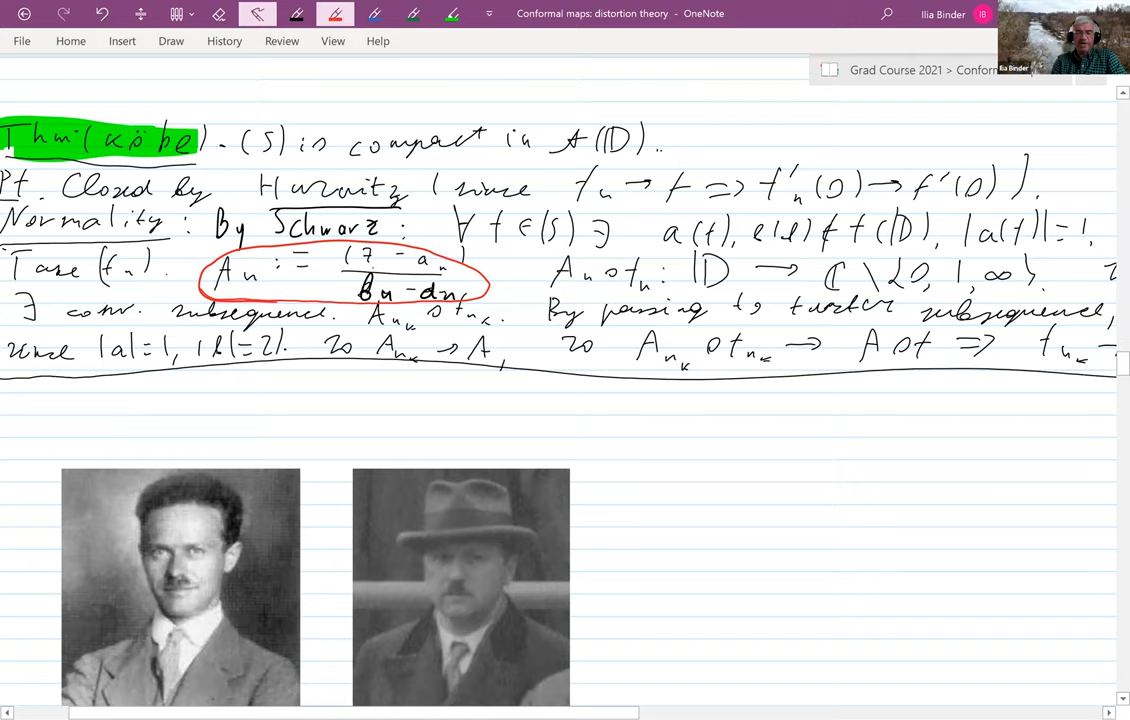 Conformal maps: distortion theory - OneNote
Ilia Binder IB
File Home Insert Draw History Review View Help
Ilia Binder
Grad Course 2021 > Conform
Thm (Köbe). (S) is compact in A(D).
Pf. Closed by Hurwitz (since fn → f => f'n(0) → f'(0)).
Normality: By Schwarz: ∀ f ∈ (S) ∃ a(f), b(f) ∉ f(D), |a(f)|=1,
Take (fn). An := (z - an) / (bn - an) An o fn: D → C \ {0, 1, ∞}.
∃ conv. subsequence. Ank o fnk. By passing to further subsequence,
since |a|=1, |b|=2). so Ank → A, so Ank o fnk → A o f => fnk →